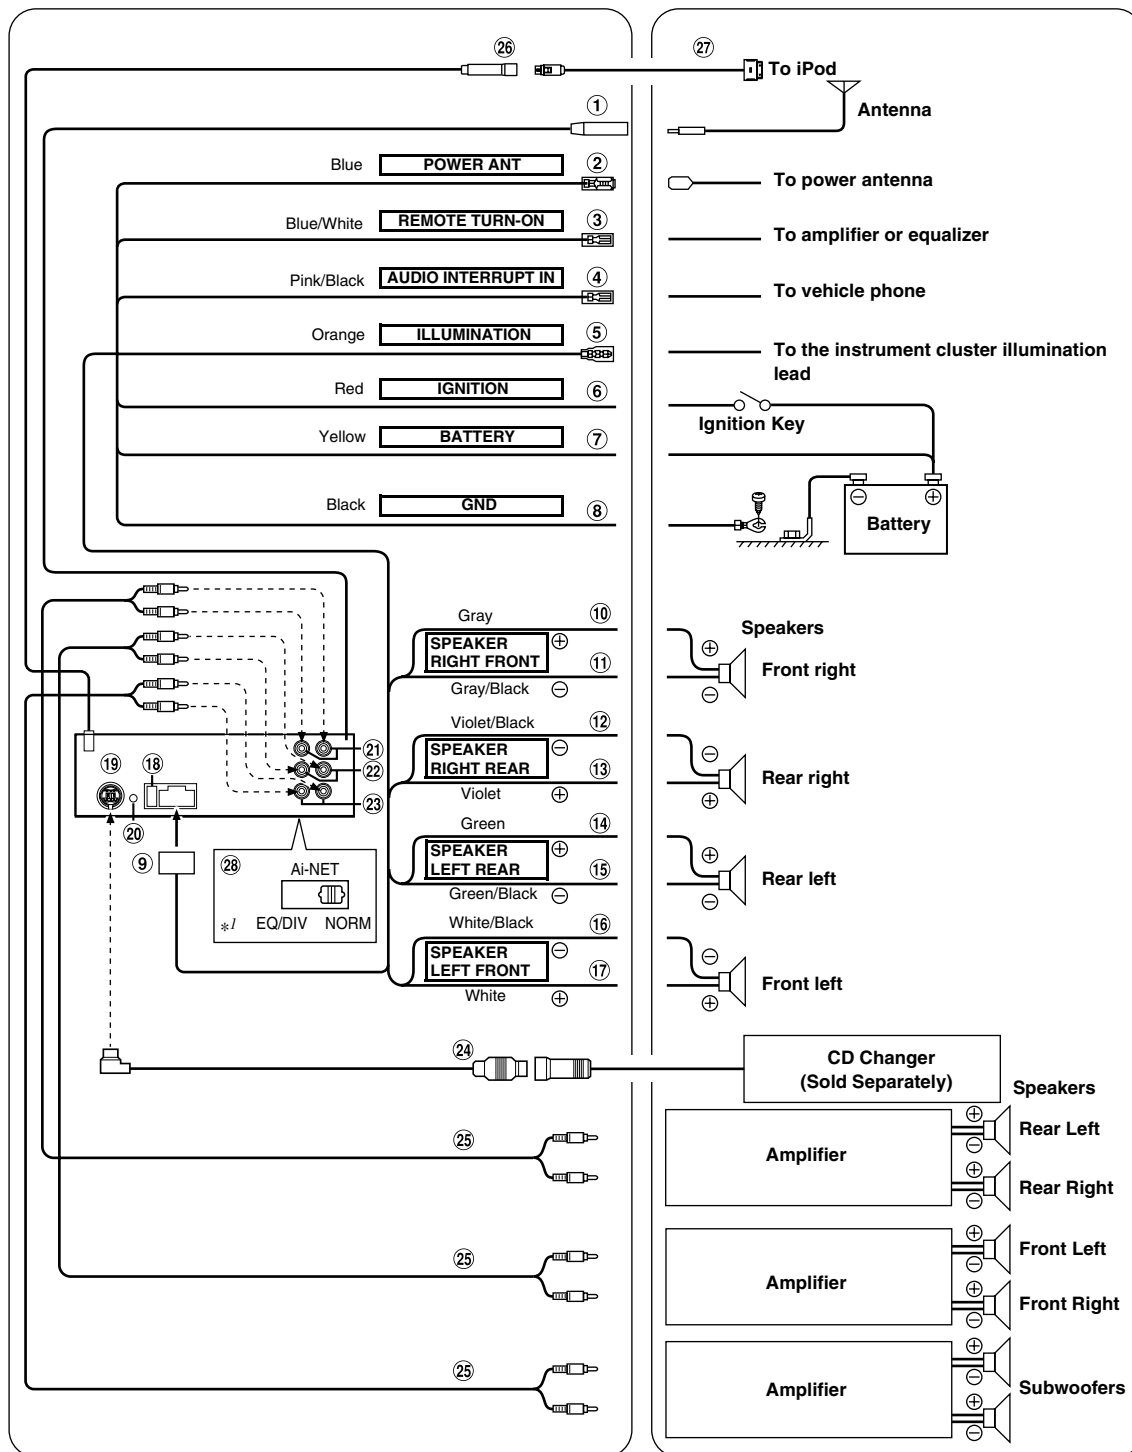 26 27
To iPod
1
Antenna
Blue POWER ANT 2
To power antenna
Blue/White REMOTE TURN-ON 3
To amplifier or equalizer
Pink/Black AUDIO INTERRUPT IN 4
To vehicle phone
Orange ILLUMINATION 5
To the instrument cluster illumination
lead
Red IGNITION 6
Ignition Key
Yellow BATTERY 7
Black GND 8
⊖ ⊕
Battery
Gray 10
Speakers
SPEAKER ⊕
RIGHT FRONT 11
Gray/Black ⊖
⊕
Front right
⊖
Violet/Black 12
SPEAKER ⊖
RIGHT REAR 13
Violet ⊕
⊖
Rear right
⊕
19 18 21
22
23
20
9
Green 14
SPEAKER ⊕
LEFT REAR 15
Green/Black ⊖
⊕
Rear left
⊖
28
Ai-NET
*1 EQ/DIV NORM
White/Black 16
SPEAKER ⊖
LEFT FRONT 17
White ⊕
⊖
Front left
⊕
24
CD Changer
(Sold Separately)
Speakers
25
Amplifier
⊕
⊖
Rear Left
⊕
⊖
Rear Right
25
Amplifier
⊕
⊖
Front Left
⊕
⊖
Front Right
25
Amplifier
⊕
⊖
Subwoofers
⊕
⊖